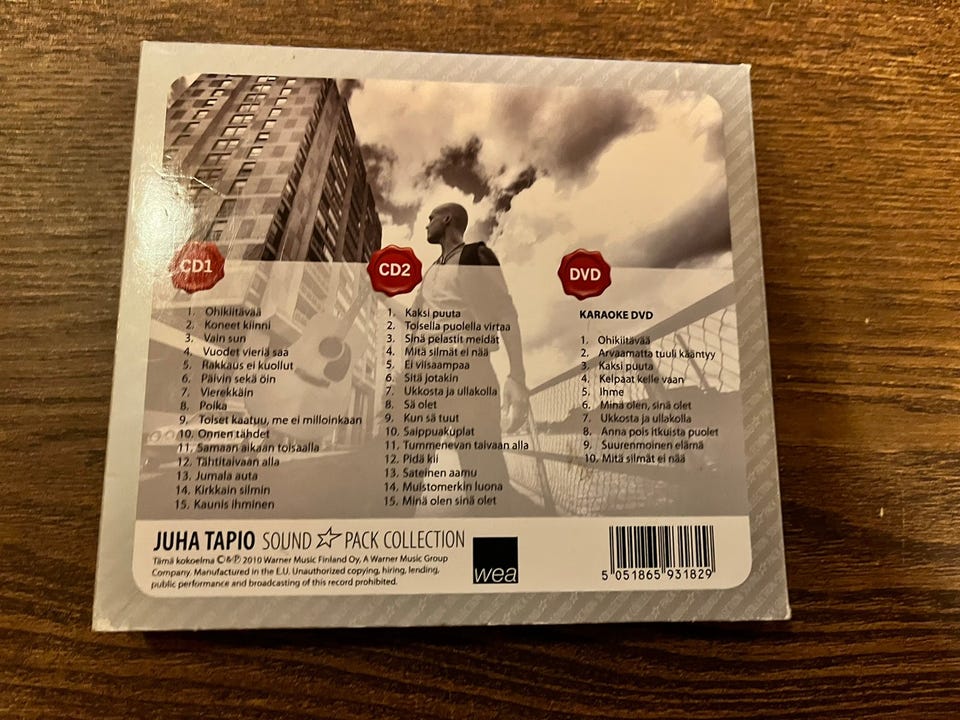 CD1
1. Ohikiitävää
2. Koneet kiinni
3. Vain sun
4. Vuodet vieriä saa
5. Rakkaus ei kuollut
6. Päivin sekä öin
7. Vierekkäin
8. Poika
9. Toiset kaatuu, me ei milloinkaan
10. Onnen tähdet
11. Samaan aikaan toisaalla
12. Tähtitaivaan alla
13. Jumala auta
14. Kirkkain silmin
15. Kaunis ihminen
CD2
1. Kaksi puuta
2. Toisella puolella virtaa
3. Sinä pelastit meidät
4. Mitä silmät ei nää
5. Ei viisaampaa
6. Sitä jotakin
7. Ukkosta ja ullakolla
8. Sä olet
9. Kun sä tuut
10. Saippuakuplat
11. Tummenevan taivaan alla
12. Pidä kii
13. Sateinen aamu
14. Muistomerkin luona
15. Minä olen sinä olet
DVD
KARAOKE DVD
1. Ohikiitävää
2. Arvaamatta tuuli kääntyy
3. Kaksi puuta
4. Kelpaat kelle vaan
5. Ihme
6. Minä olen, sinä olet
7. Ukkosta ja ullakolla
8. Anna pois itkuista puolet
9. Suurenmoinen elämä
10. Mitä silmät ei nää
JUHA TAPIO SOUND PACK COLLECTION
Tämä kokoelma ©&℗ 2010 Warner Music Finland Oy, A Warner Music Group
Company. Manufactured in the E.U. Unauthorized copying, hiring, lending,
public performance and broadcasting of this record prohibited.
wea
5 051865 931829